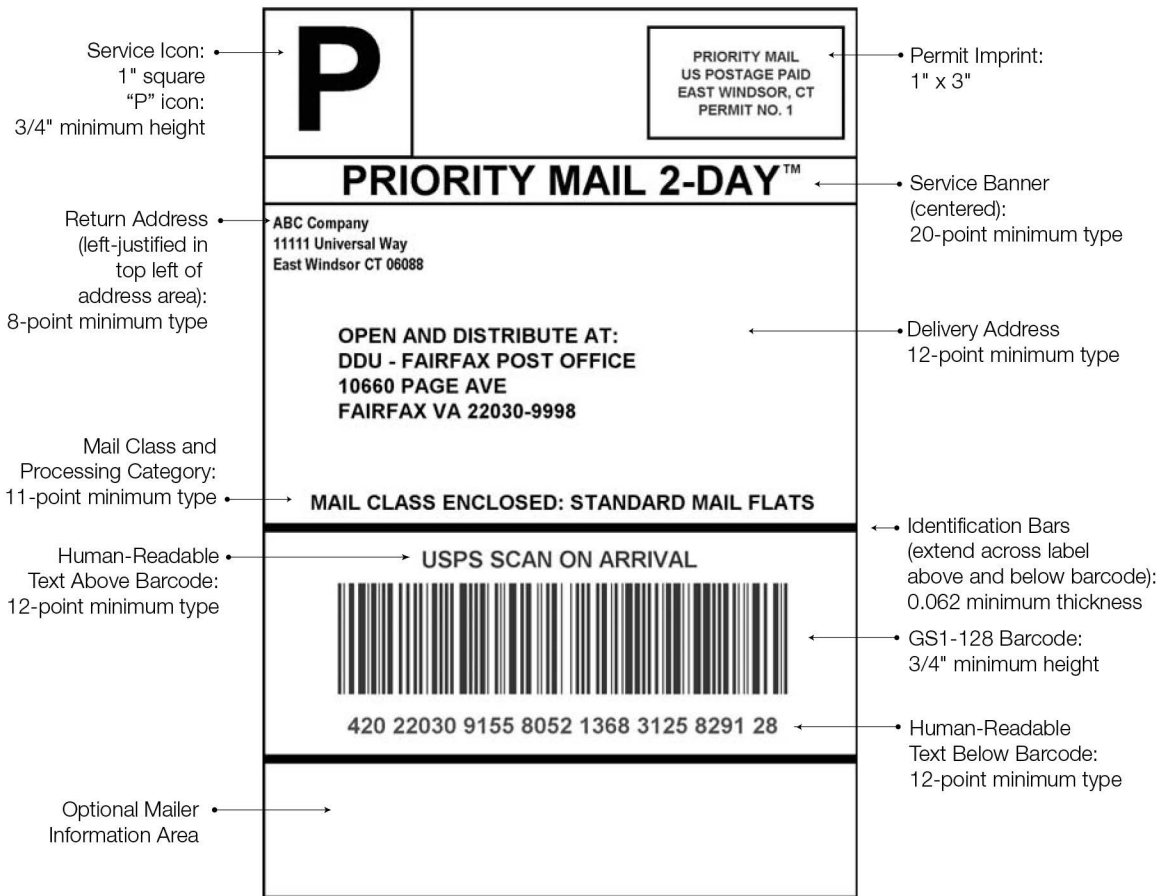 Service Icon:
1" square
“P” icon:
3/4" minimum height
P
PRIORITY MAIL
US POSTAGE PAID
EAST WINDSOR, CT
PERMIT NO. 1
Permit Imprint:
1" x 3"
PRIORITY MAIL 2-DAY™
Service Banner
(centered):
20-point minimum type
Return Address
(left-justified in
top left of
address area):
8-point minimum type
ABC Company
11111 Universal Way
East Windsor CT 06088
OPEN AND DISTRIBUTE AT:
DDU - FAIRFAX POST OFFICE
10660 PAGE AVE
FAIRFAX VA 22030-9998
Delivery Address
12-point minimum type
Mail Class and
Processing Category:
11-point minimum type
MAIL CLASS ENCLOSED: STANDARD MAIL FLATS
Identification Bars
(extend across label
above and below barcode):
0.062 minimum thickness
Human-Readable
Text Above Barcode:
12-point minimum type
USPS SCAN ON ARRIVAL
GS1-128 Barcode:
3/4" minimum height
420 22030 9155 8052 1368 3125 8291 28
Human-Readable
Text Below Barcode:
12-point minimum type
Optional Mailer
Information Area